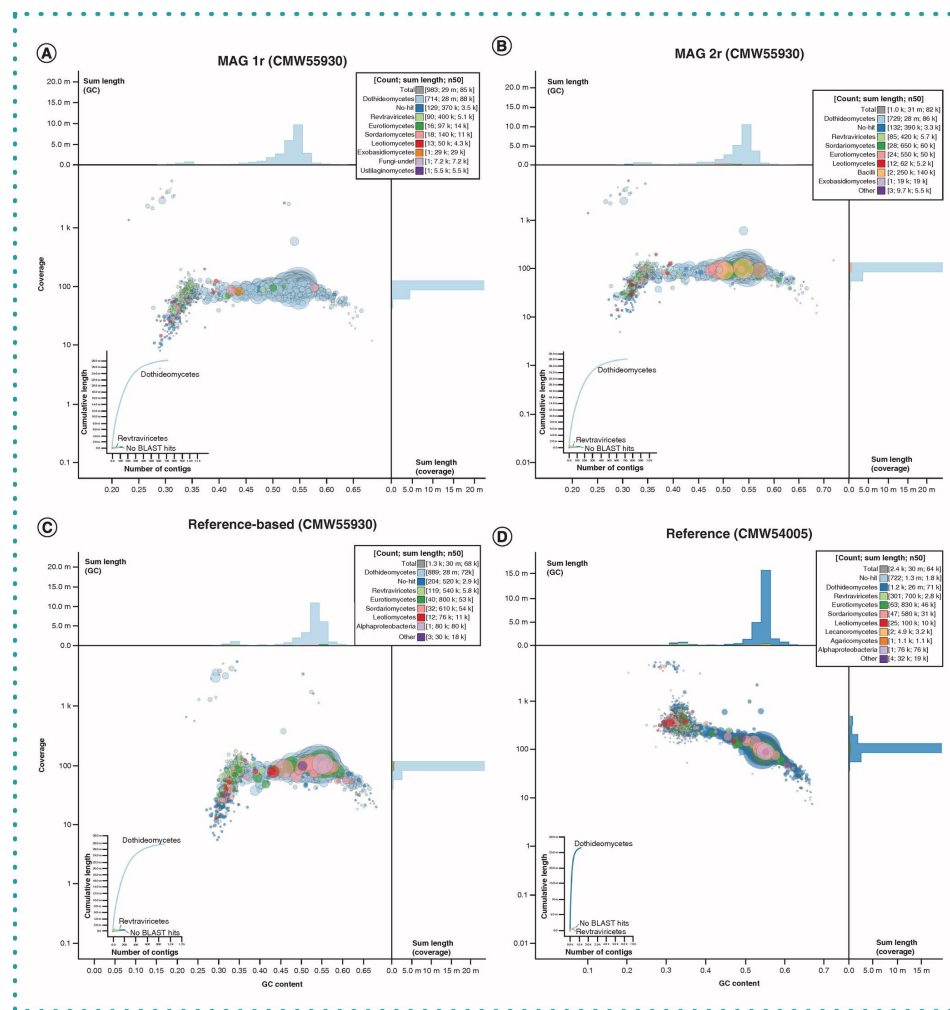 A
MAG 1r (CMW55930)
Sum length
(GC)
20.0 m
15.0 m
10.0 m
5.0 m
0.0
[Count; sum length; n50]
Total [983; 29 m; 85 k]
Dothideomycetes [714; 28 m; 88 k]
No-hit [129; 370 k; 3.5 k]
Revtraviricetes [90; 400 k; 5.1 k]
Eurotiomycetes [16; 97 k; 14 k]
Sordariomycetes [18; 140 k; 11 k]
Leotiomycetes [13; 50 k; 4.3 k]
Exobasidiomycetes [1; 29 k; 29 k]
Fungi-undef [1; 7.2 k; 7.2 k]
Ustilaginomycetes [1; 5.5 k; 5.5 k]
Coverage
1 k
100
10
1
0.1
Cumulative length
Dothideomycetes
Revtraviricetes
No BLAST hits
Number of contigs
Sum length
(coverage)
0.20 0.25 0.30 0.35 0.40 0.45 0.50 0.55 0.60 0.65 0.0 5.0 m 10 m 15 m 20 m
B
MAG 2r (CMW55930)
Sum length
(GC)
20.0 m
15.0 m
10.0 m
5.0 m
0.0
[Count; sum length; n50]
Total [1.0 k; 31 m; 82 k]
Dothideomycetes [729; 28 m; 86 k]
No-hit [132; 390 k; 3.3 k]
Revtraviricetes [85; 420 k; 5.7 k]
Sordariomycetes [28; 650 k; 60 k]
Eurotiomycetes [24; 550 k; 50 k]
Leotiomycetes [12; 62 k; 5.2 k]
Bacilli [2; 250 k; 140 k]
Exobasidiomycetes [1; 19 k; 19 k]
Other [3; 9.7 k; 5.5 k]
1 k
100
10
1
0.1
0.01
Cumulative length
Dothideomycetes
Revtraviricetes
No BLAST hits
Number of contigs
Sum length
(coverage)
0.20 0.25 0.30 0.35 0.40 0.45 0.50 0.55 0.60 0.65 0.70 0.0 5.0 m 10 m 15 m 20 m
C
Reference-based (CMW55930)
Sum length
(GC)
20.0 m
15.0 m
10.0 m
5.0 m
0.0
[Count; sum length; n50]
Total [1.3 k; 30 m; 68 k]
Dothideomycetes [889; 28 m; 72k]
No-hit [204; 520 k; 2.9 k]
Revtraviricetes [119; 540 k; 5.8 k]
Eurotiomycetes [40; 800 k; 53 k]
Sordariomycetes [32; 610 k; 54 k]
Leotiomycetes [12; 76 k; 11 k]
Alphaproteobacteria [1; 80 k; 80 k]
Other [3; 30 k; 18 k]
Coverage
1 k
100
10
1
0.1
Cumulative length
Dothideomycetes
Revtraviricetes
No BLAST hits
Number of contigs
Sum length
(coverage)
0.00 0.05 0.10 0.15 0.20 0.25 0.30 0.35 0.40 0.45 0.50 0.55 0.60 0.65 0.0 5.0 m 10 m 15 m 20 m
GC content
D
Reference (CMW54005)
Sum length
(GC)
15.0 m
10.0 m
5.0 m
0.0
[Count; sum length; n50]
Total [2.4 k; 30 m; 64 k]
No-hit [722; 1.3 m; 1.8 k]
Dothideomycetes [1.2 k; 26 m; 71 k]
Revtraviricetes [301; 700 k; 2.8 k]
Eurotiomycetes [63; 830 k; 46 k]
Sordariomycetes [47; 580 k; 31 k]
Leotiomycetes [25; 100 k; 10 k]
Lecanoromycetes [2; 4.9 k; 3.2 k]
Agaricomycetes [1; 1.1 k; 1.1 k]
Alphaproteobacteria [1; 76 k; 76 k]
Other [4; 32 k; 19 k]
1 k
100
10
1
0.1
0.01
Cumulative length
Dothideomycetes
No BLAST hits
Revtraviricetes
Number of contigs
Sum length
(coverage)
0.1 0.2 0.3 0.4 0.5 0.6 0.7 0.0 5.0 m 10 m 15 m
GC content